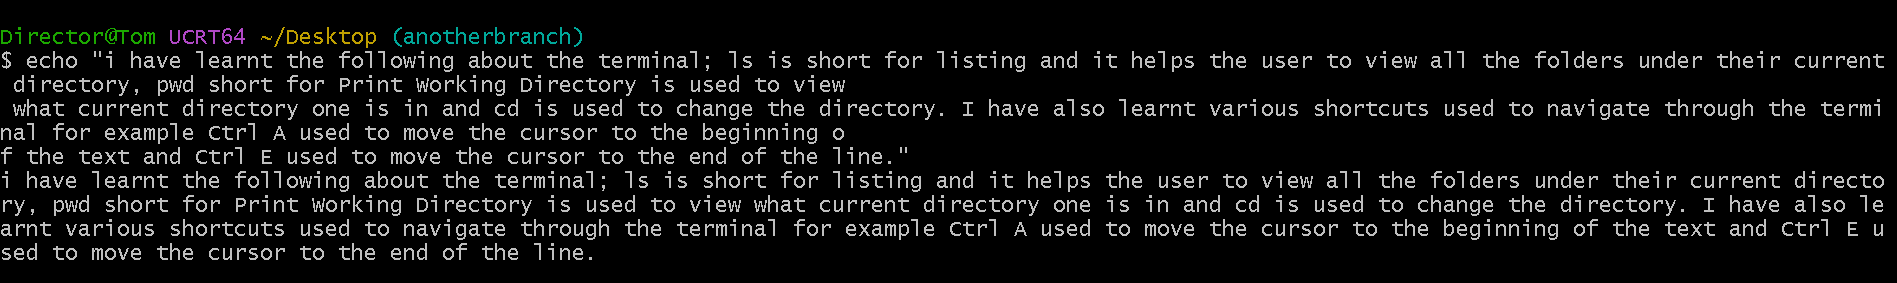 Director@Tom UCRT64 ~/Desktop (anotherbranch)
$ echo "i have learnt the following about the terminal; ls is short for listing and it helps the user to view all the folders under their current
 directory, pwd short for Print Working Directory is used to view
 what current directory one is in and cd is used to change the directory. I have also learnt various shortcuts used to navigate through the termi
nal for example Ctrl A used to move the cursor to the beginning o
f the text and Ctrl E used to move the cursor to the end of the line."
i have learnt the following about the terminal; ls is short for listing and it helps the user to view all the folders under their current directo
ry, pwd short for Print Working Directory is used to view what current directory one is in and cd is used to change the directory. I have also le
arnt various shortcuts used to navigate through the terminal for example Ctrl A used to move the cursor to the beginning of the text and Ctrl E u
sed to move the cursor to the end of the line.